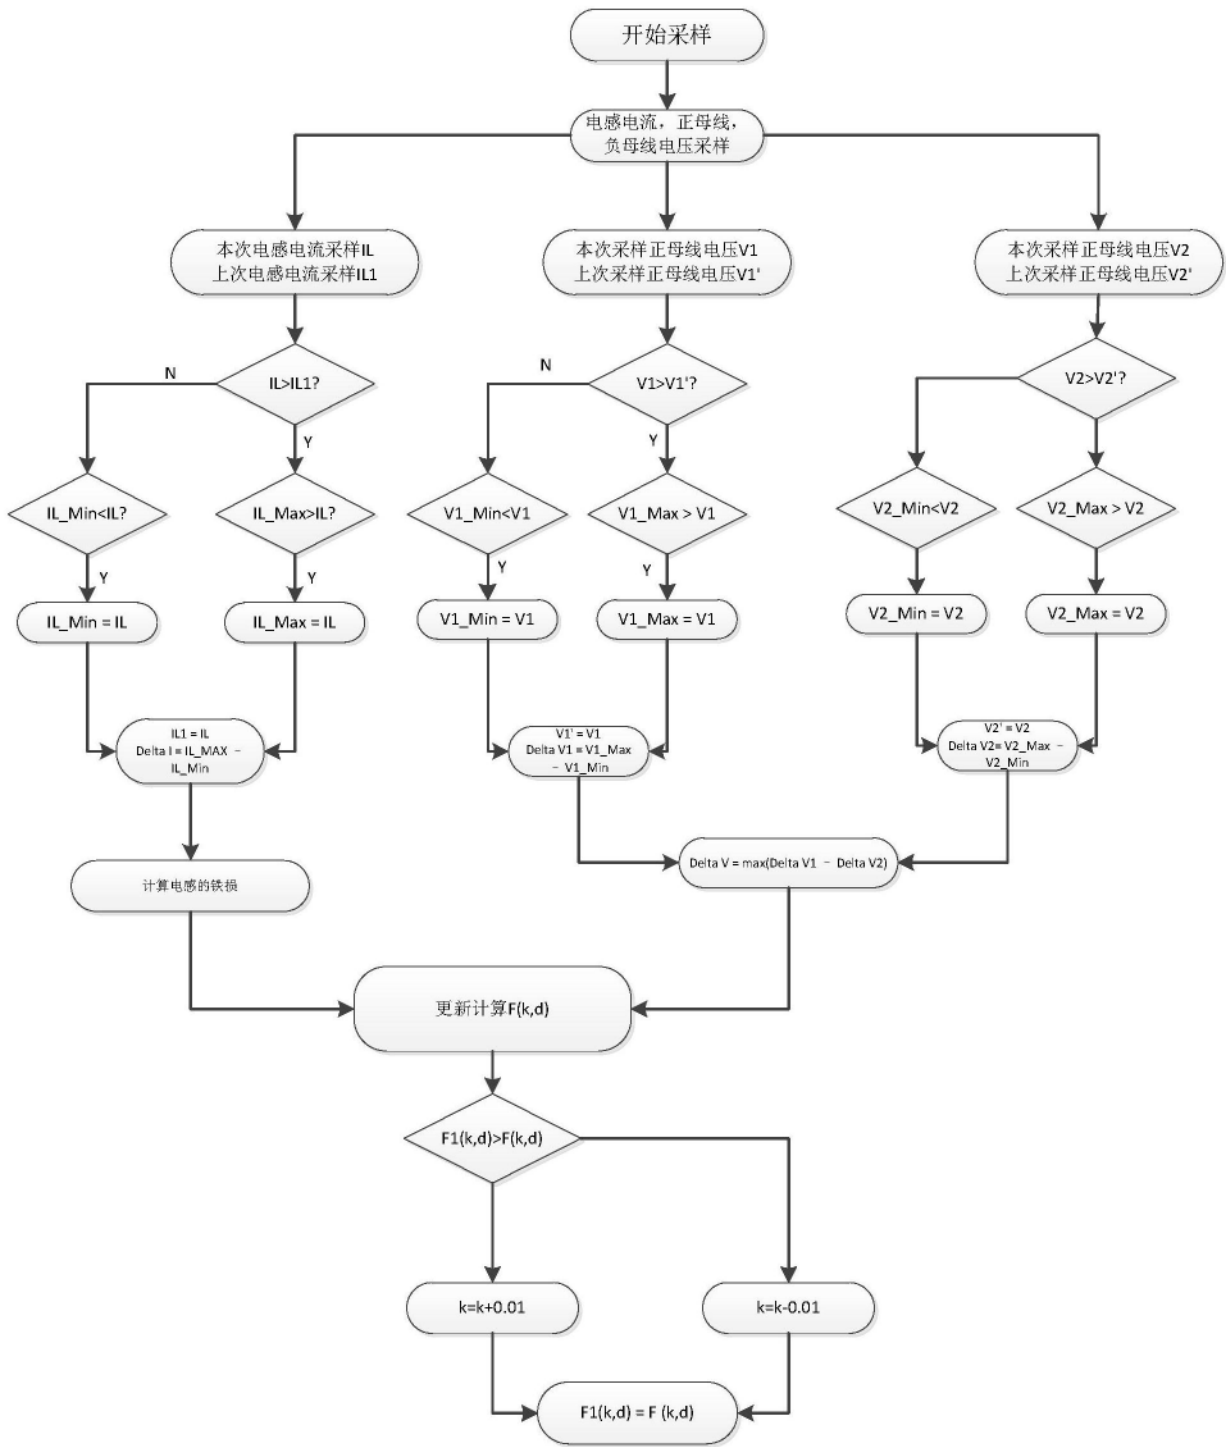 开始采样
电感电流，正母线，
负母线电压采样
本次电感电流采样IL
上次电感电流采样IL1
本次采样正母线电压V1
上次采样正母线电压V1'
本次采样正母线电压V2
上次采样正母线电压V2'
IL>IL1?
N
Y
V1>V1'?
N
Y
V2>V2'?
IL_Min<IL?
Y
IL_Max>IL?
Y
V1_Min<V1
Y
V1_Max > V1
Y
V2_Min<V2
V2_Max > V2
IL_Min = IL
IL_Max = IL
V1_Min = V1
V1_Max = V1
V2_Min = V2
V2_Max = V2
IL1 = IL
Delta I = IL_MAX －
IL_Min
V1' = V1
Delta V1 = V1_Max
－ V1_Min
V2' = V2
Delta V2= V2_Max －
V2_Min
计算电感的铁损
Delta V = max(Delta V1 － Delta V2)
更新计算F(k,d)
F1(k,d)>F(k,d)
k=k+0.01
k=k-0.01
F1(k,d) = F (k,d)